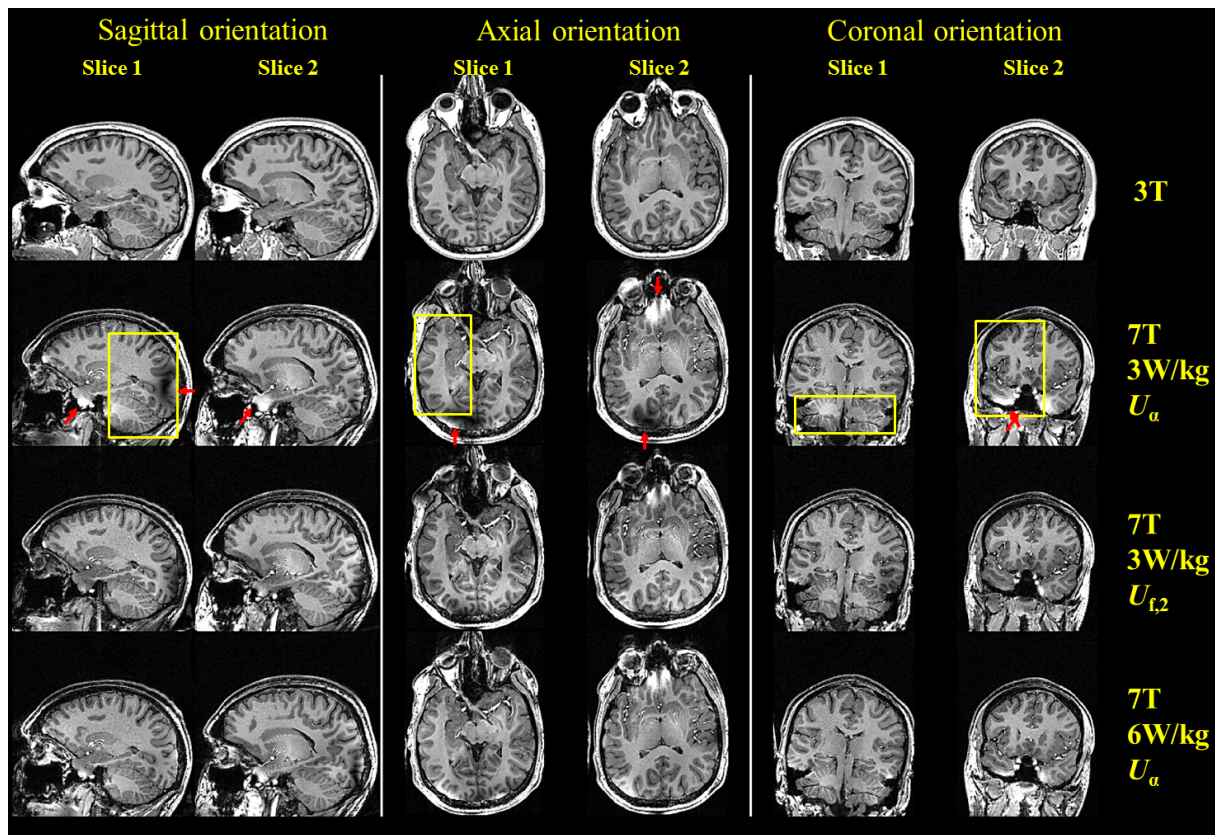 Sagittal orientation
Axial orientation
Coronal orientation
Slice 1
Slice 2
Slice 1
Slice 2
Slice 1
Slice 2
3T
7T
3W/kg
Uα
7T
3W/kg
Uf,2
7T
6W/kg
Uα